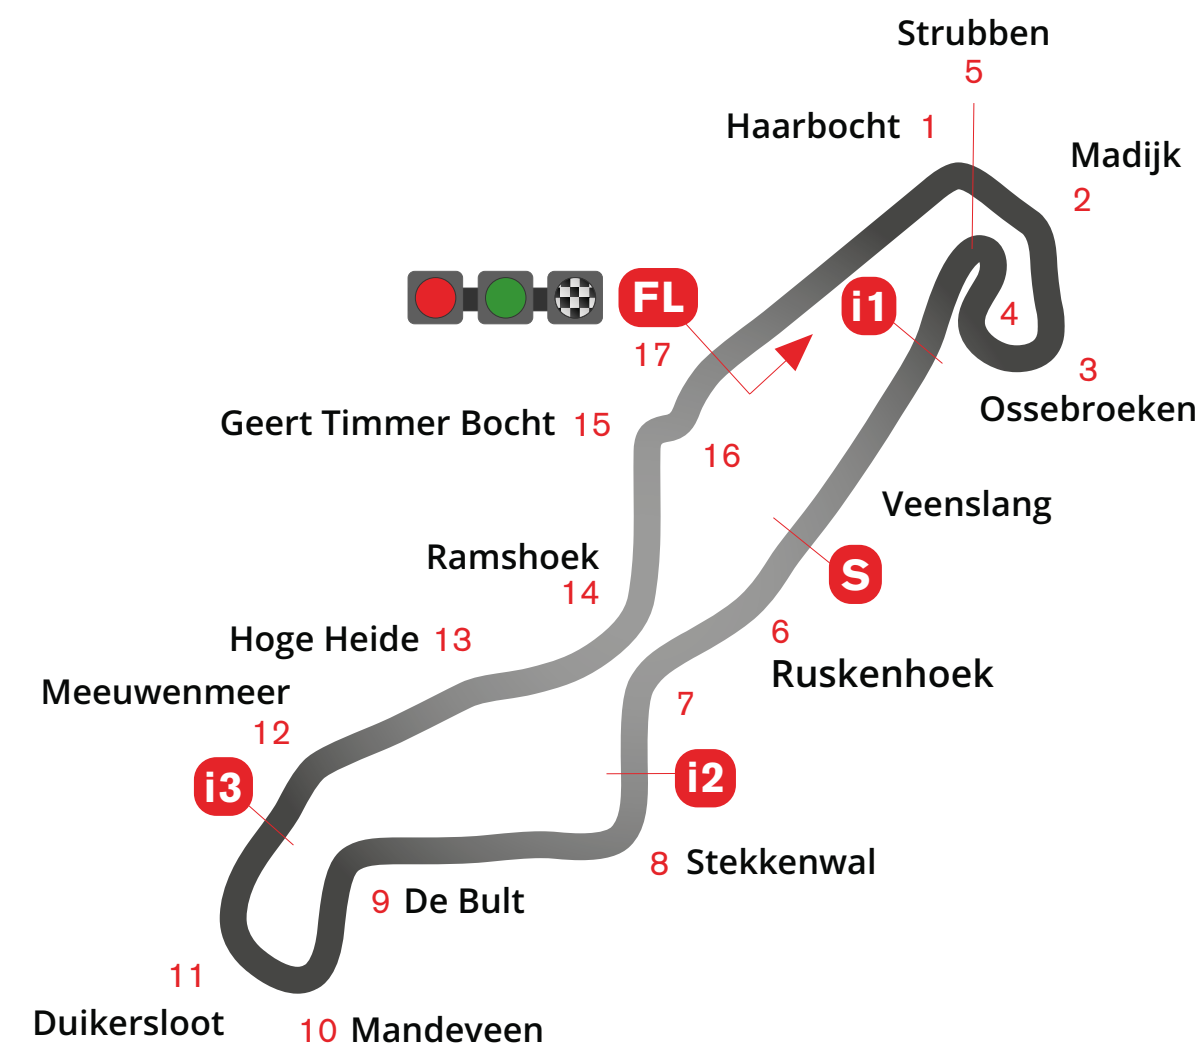 Strubben
5
Haarbocht 1
Madijk
2
FL
i1
4
17
3
Ossebroeken
Geert Timmer Bocht 15
16
Veenslang
Ramshoek
14
S
6
Ruskenhoek
Hoge Heide 13
Meeuwenmeer
12
7
i3
i2
8 Stekkenwal
9 De Bult
11
Duikersloot
10 Mandeveen